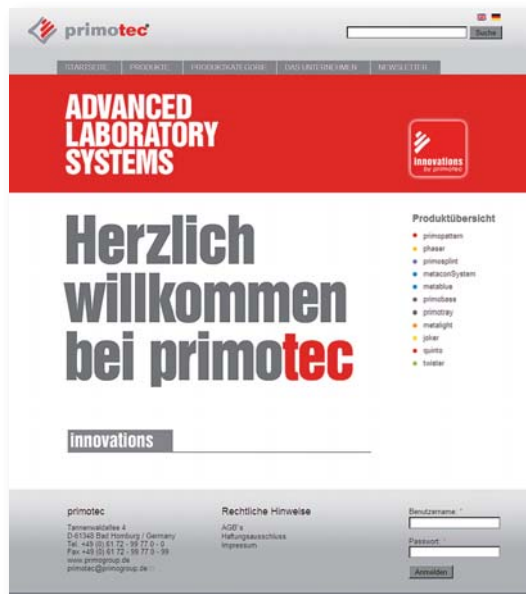 primotec
Suche
STARTSEITE PRODUKTE PRODUKTKATEGORIE DAS UNTERNEHMEN NEWSLETTER
ADVANCED
LABORATORY
SYSTEMS
innovations
by primotec
Herzlich
willkommen
bei primotec
Produktübersicht
primopattern
phaser
primosplint
metaconSystem
metablue
primobase
primotray
metalight
joker
quinto
twister
innovations
primotec
Tannenwaldallee 4
D-61348 Bad Homburg / Germany
Tel. +49 (0) 61 72 - 99 77 0 - 0
Fax +49 (0) 61 72 - 99 77 0 - 99
www.primogroup.de
primotec@primogroup.de
Rechtliche Hinweise
AGB's
Haftungsausschluss
Impressum
Benutzername: *
Passwort: *
Anmelden